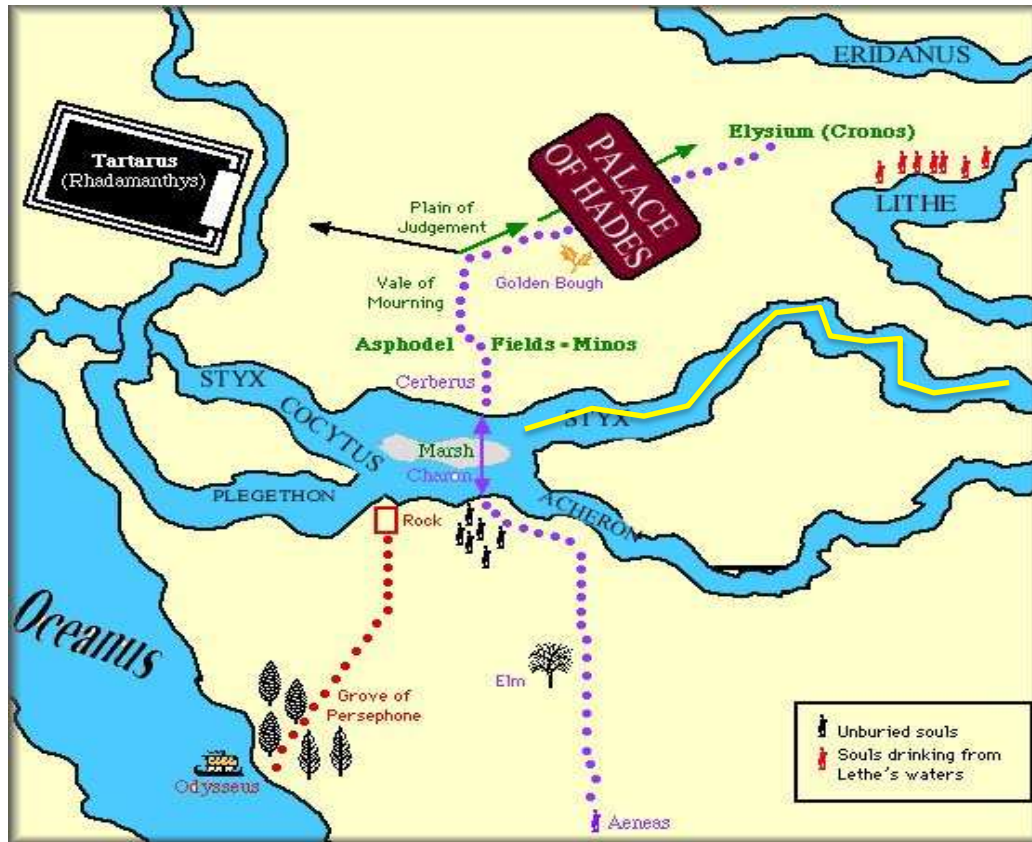 ERIDANUS
Elysium (Cronos)
Tartarus
(Rhadamanthys)
PALACE
OF HADES
LITHE
Plain of
Judgement
Golden Bough
Vale of
Mourning
Asphodel Fields - Minos
STYX
Cerberus
STYX
COCYTUS
Marsh
Charon
PLEGETHON
ACHERON
Rock
Oceanus
Elm
Grove of
Persephone
Odysseus
Aeneas
Unburied souls
Souls drinking from
Lethe's waters